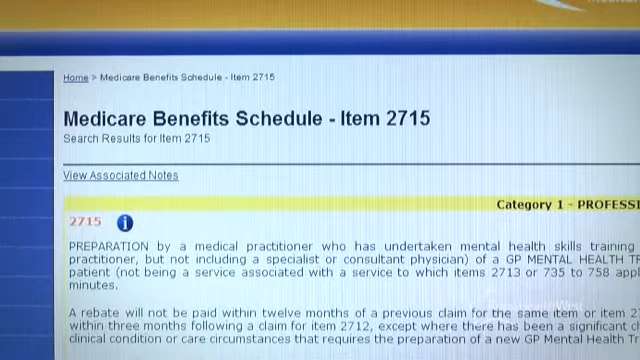 Home > Medicare Benefits Schedule - Item 2715
Medicare Benefits Schedule - Item 2715
Search Results for Item 2715
View Associated Notes
Category 1 - PROFESSI
2715
PREPARATION by a medical practitioner who has undertaken mental health skills training
practitioner, but not including a specialist or consultant physician) of a GP MENTAL HEALTH TR
patient (not being a service associated with a service to which items 2713 or 735 to 758 appl
minutes.
A rebate will not be paid within twelve months of a previous claim for the same item or item 2
within three months following a claim for item 2712, except where there has been a significant c
clinical condition or care circumstances that requires the preparation of a new GP Mental Health T